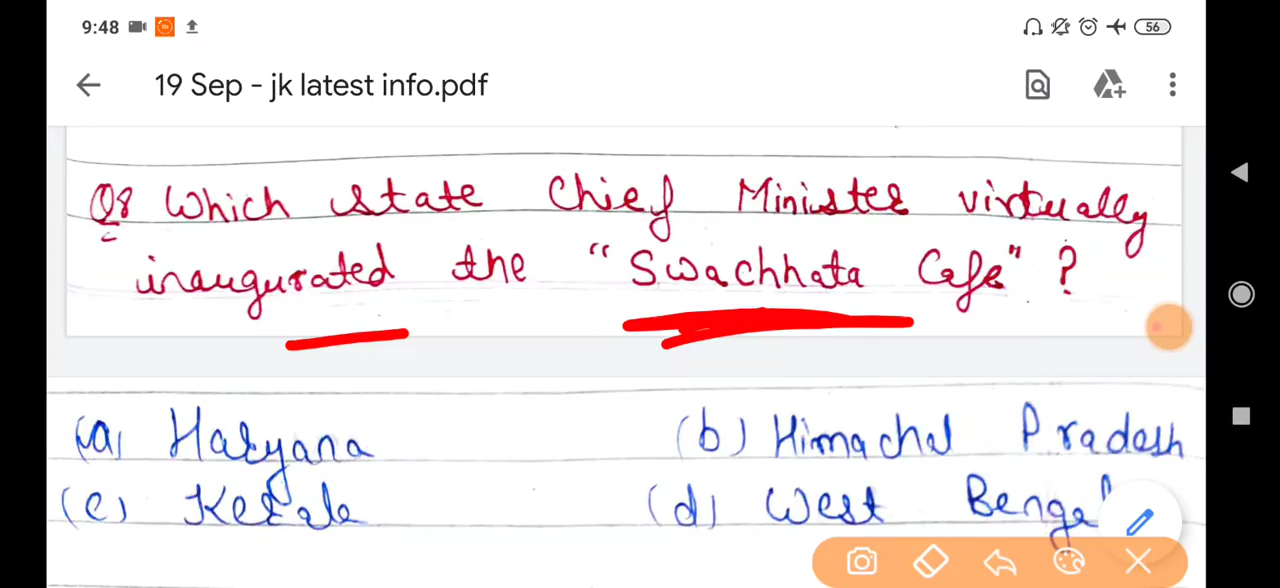 9:48
56
19 Sep - jk latest info.pdf
Q8 Which state Chief Minister virtually
inaugurated the "Swachhata Cafe" ?
(a) Haryana (b) Himachal Pradesh
(c) Kerala (d) West Bengal